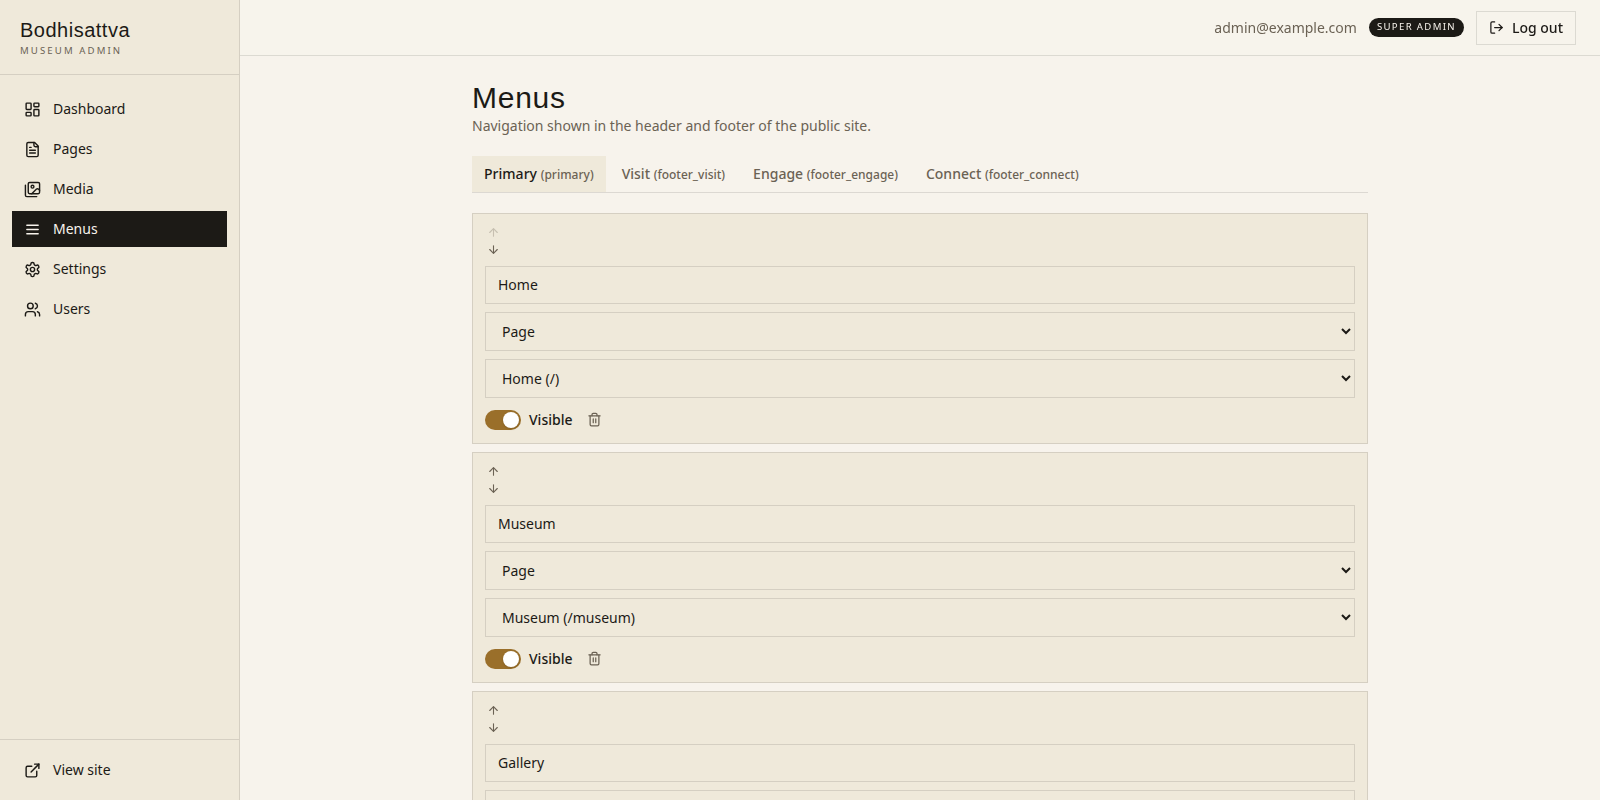 Bodhisattva
MUSEUM ADMIN
Dashboard
Pages
Media
Menus
Settings
Users
View site
admin@example.com
SUPER ADMIN
Log out
Menus
Navigation shown in the header and footer of the public site.
Primary (primary)
Visit (footer_visit)
Engage (footer_engage)
Connect (footer_connect)
Home
Page
Home (/)
Visible
Museum
Page
Museum (/museum)
Visible
Gallery